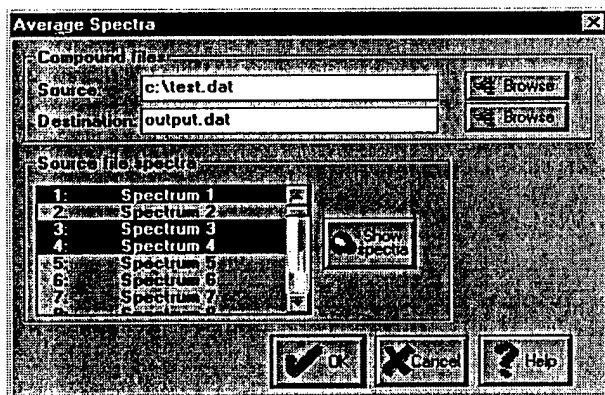 Average Spectra
Compound files
Source: c:\test.dat Browse
Destination: output.dat Browse
Source file spectra
1: Spectrum 1
2: Spectrum 2
3: Spectrum 3
4: Spectrum 4
5: Spectrum 5
6: Spectrum 6
7: Spectrum 7
Show spectra
OK Cancel Help